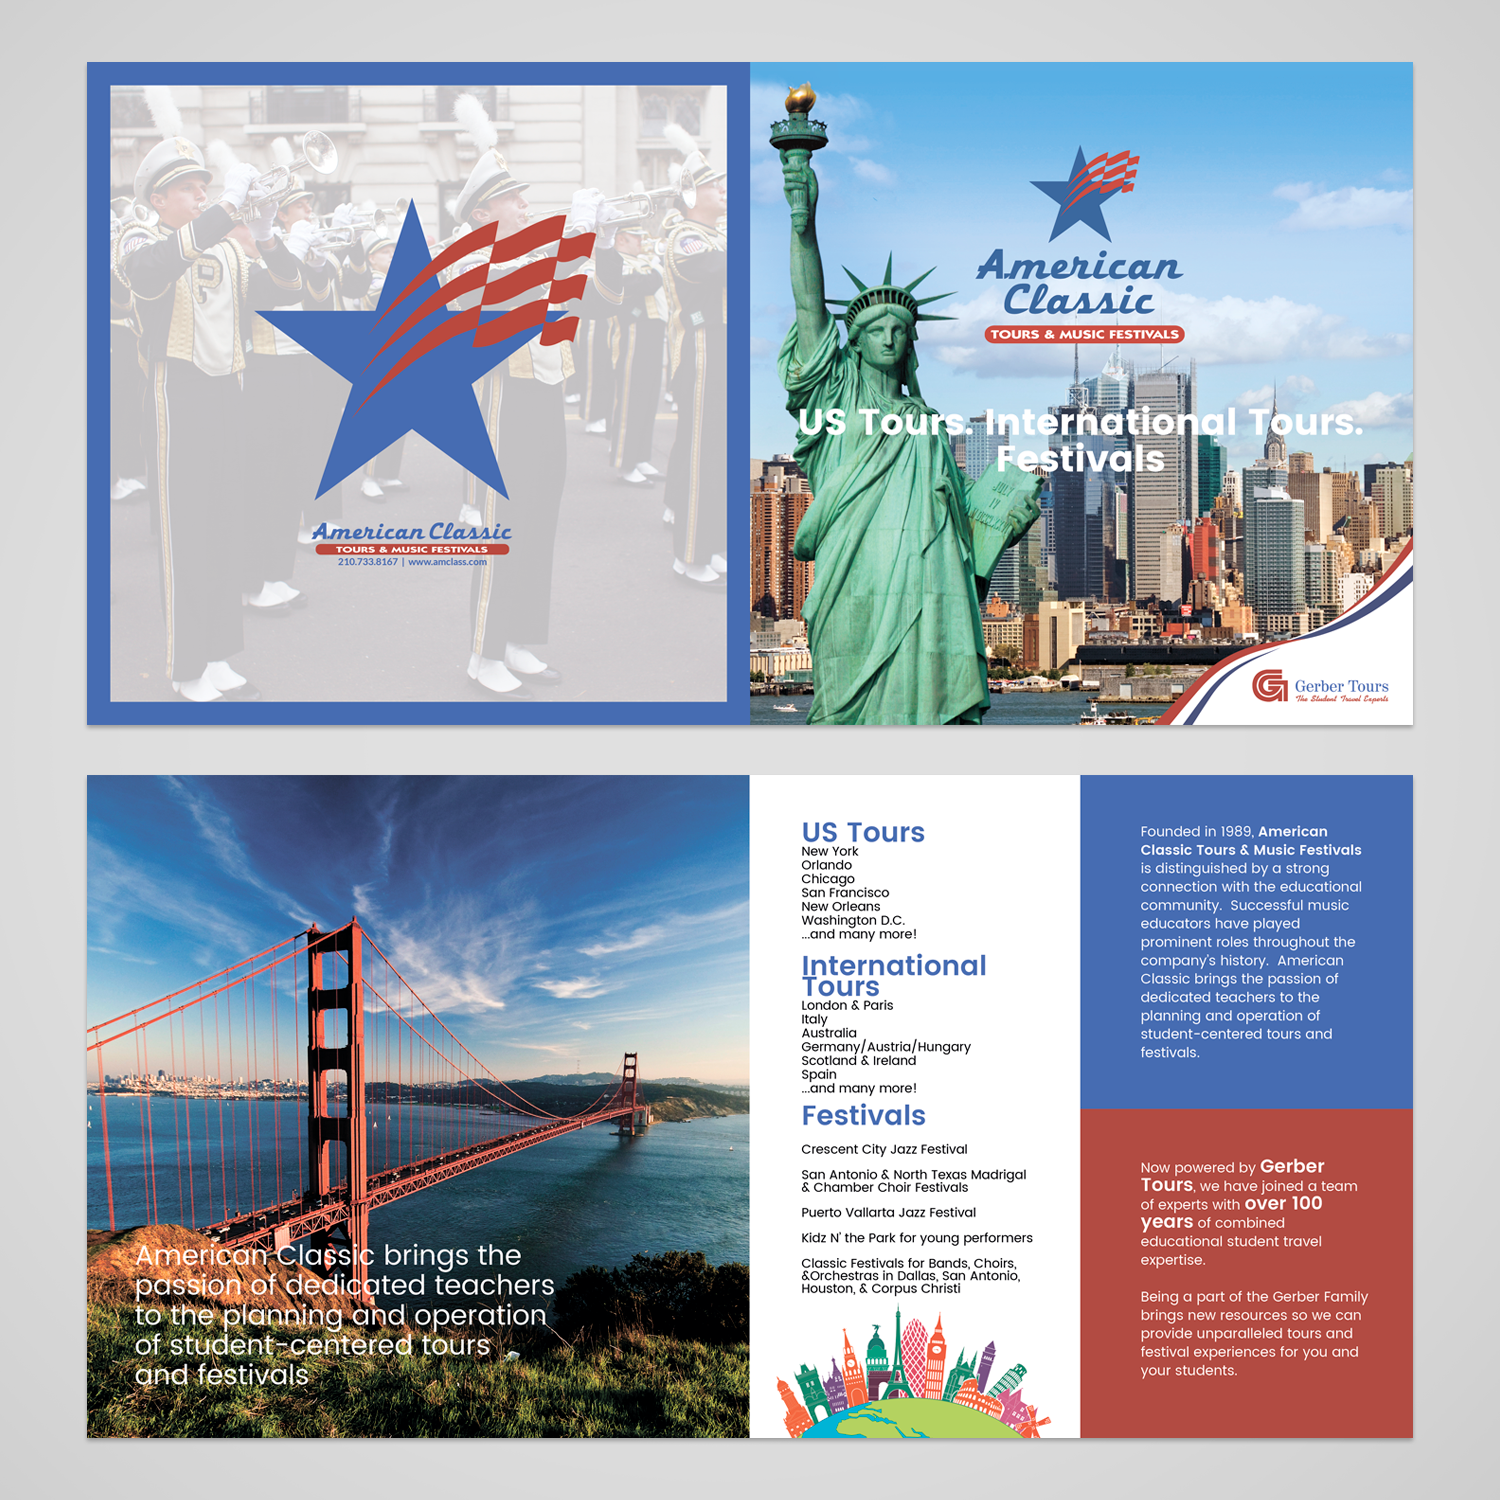 American Classic
TOURS & MUSIC FESTIVALS
210.733.8167 | www.amclass.com
American
Classic
TOURS & MUSIC FESTIVALS
US Tours. International Tours.
Festivals
JULY
IV
G
Gerber Tours
The Student Travel Experts
American Classic brings the
passion of dedicated teachers
to the planning and operation
of student-centered tours
and festivals
US Tours
New York
Orlando
Chicago
San Francisco
New Orleans
Washington D.C.
...and many more!
International
Tours
London & Paris
Italy
Australia
Germany/Austria/Hungary
Scotland & Ireland
Spain
...and many more!
Festivals
Crescent City Jazz Festival
San Antonio & North Texas Madrigal
& Chamber Choir Festivals
Puerto Vallarta Jazz Festival
Kidz N' the Park for young performers
Classic Festivals for Bands, Choirs,
&Orchestras in Dallas, San Antonio,
Houston, & Corpus Christi
Founded in 1989, American
Classic Tours & Music Festivals
is distinguished by a strong
connection with the educational
community.  Successful music
educators have played
prominent roles throughout the
company's history.  American
Classic brings the passion of
dedicated teachers to the
planning and operation of
student-centered tours and
festivals.
Now powered by Gerber
Tours, we have joined a team
of experts with over 100
years of combined
educational student travel
expertise.
Being a part of the Gerber Family
brings new resources so we can
provide unparalleled tours and
festival experiences for you and
your students.